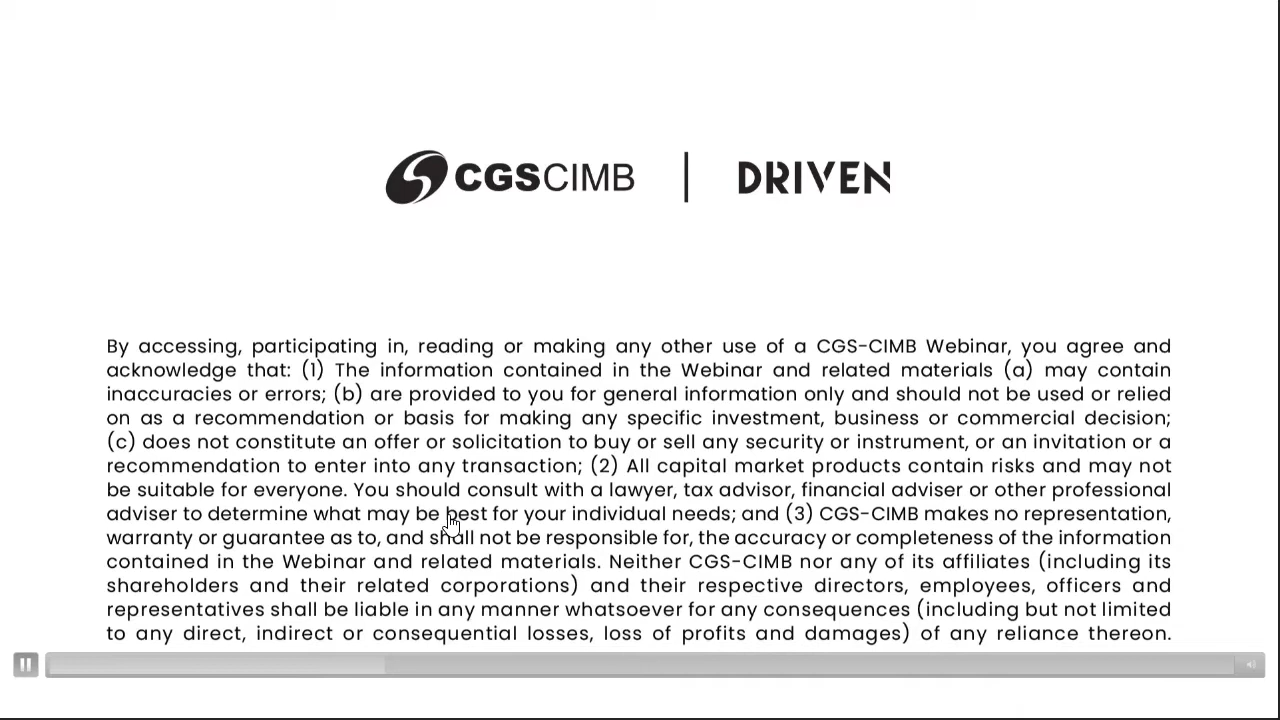 CGSCIMB | DRIVEN
By accessing, participating in, reading or making any other use of a CGS-CIMB Webinar, you agree and
acknowledge that: (1) The information contained in the Webinar and related materials (a) may contain
inaccuracies or errors; (b) are provided to you for general information only and should not be used or relied
on as a recommendation or basis for making any specific investment, business or commercial decision;
(c) does not constitute an offer or solicitation to buy or sell any security or instrument, or an invitation or a
recommendation to enter into any transaction; (2) All capital market products contain risks and may not
be suitable for everyone. You should consult with a lawyer, tax advisor, financial adviser or other professional
adviser to determine what may be best for your individual needs; and (3) CGS-CIMB makes no representation,
warranty or guarantee as to, and shall not be responsible for, the accuracy or completeness of the information
contained in the Webinar and related materials. Neither CGS-CIMB nor any of its affiliates (including its
shareholders and their related corporations) and their respective directors, employees, officers and
representatives shall be liable in any manner whatsoever for any consequences (including but not limited
to any direct, indirect or consequential losses, loss of profits and damages) of any reliance thereon.